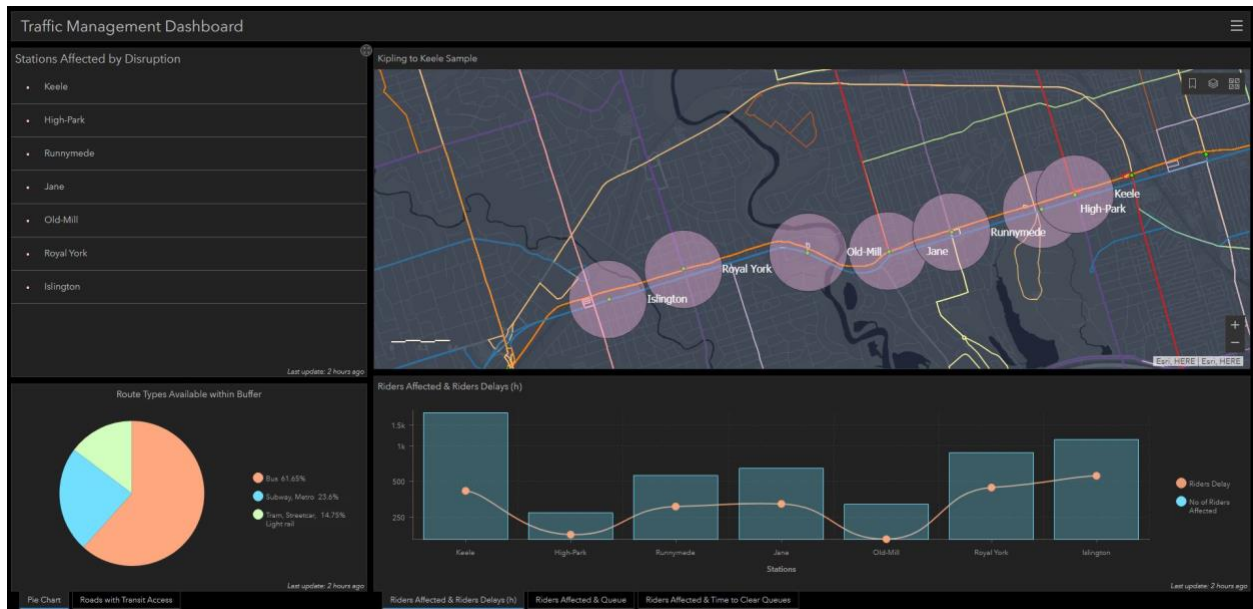 Traffic Management Dashboard
Stations Affected by Disruption
Keele
High-Park
Runnymede
Jane
Old-Mill
Royal York
Islington
Last update: 2 hours ago
Kipling to Keele Sample
Keele
High-Park
Runnymede
Jane
Old-Mill
Royal York
Islington
+
−
Esri, HERE | Esri, HERE
Route Types Available within Buffer
Bus 61.65%
Subway, Metro 23.6%
Tram, Streetcar, 14.75%
Light rail
Last update: 2 hours ago
Pie Chart
Roads with Transit Access
Riders Affected & Riders Delays (h)
1.5k
1k
500
250
Keele
High-Park
Runnymede
Jane
Old-Mill
Royal York
Islington
Stations
Riders Delay
No of Riders
Affected
Last update: 2 hours ago
Riders Affected & Riders Delays (h)
Riders Affected & Queue
Riders Affected & Time to Clear Queues